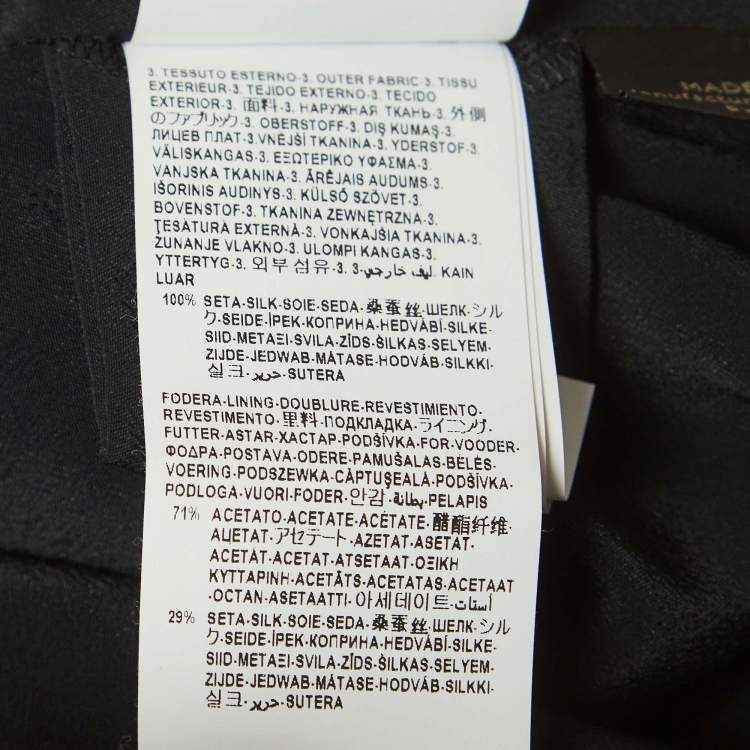 3. TESSUTO ESTERNO-3. OUTER FABRIC-3. TISSU
EXTERIEUR-3. TEJIDO EXTERNO-3. TECIDO
EXTERIOR-3. 面料-3. НАРУЖНАЯ ТКАНЬ-3. 外側
のファブリック-3. OBERSTOFF-3. DIŞ KUMAŞ-3.
ЛИЦЕВ ПЛАТ-3. VNĚJŠÍ TKANINA-3. YDERSTOF-3.
VÄLISKANGAS-3. ΕΞΩΤΕΡΙΚΟ ΥΦΑΣΜΑ-3.
VANJSKA TKANINA-3. ĀRĒJAIS AUDUMS-3.
IŠORINIS AUDINYS-3. KÜLSŐ SZÖVET-3.
BOVENSTOF-3. TKANINA ZEWNĘTRZNA-3.
ŢESĂTURĂ EXTERNĂ-3. VONKAJŠIA TKANINA-3.
ZUNANJE VLAKNO-3. ULOMPI KANGAS-3.
YTTERTYG-3. 외부 섬유-3. ليف خارجي-3. KAIN
LUAR
100% SETA-SILK-SOIE-SEDA-桑蚕丝-ШЕЛК-シル
ク-SEIDE-İPEK-КОПРИНА-HEDVÁBÍ-SILKE-
SIID-ΜΕΤΑΞΙ-SVILA-ZĪDS-ŠILKAS-SELYEM-
ZIJDE-JEDWAB-MĂTASE-HODVÁB-SILKKI-
실크-حرير-SUTERA
FODERA-LINING-DOUBLURE-REVESTIMIENTO-
REVESTIMENTO-里料-ПОДКЛАДКА-ライニング-
FUTTER-ASTAR-ХАСТАР-PODŠÍVKA-FOR-VOODER-
ΦΟΔΡΑ-POSTAVA-ODERE-PAMUŠALAS-BÉLÉS-
VOERING-PODSZEWKA-CĂPTUŞEALĂ-PODŠÍVKA-
PODLOGA-VUORI-FODER-안감-بطانة-PELAPIS
71% ACETATO-ACETATE-ACÉTATE-醋酯纤维-
АЦЕТАТ-アセテート-AZETAT-ASETAT-
ACETÁT-ACETAT-ATSETAAT-ΟΞΙΚΗ
ΚΥΤΤΑΡΙΝΗ-ACETĀTS-ACETATAS-ACETAAT
-OCTAN-ASETAATTI-아세테이트-أسيتات
29% SETA-SILK-SOIE-SEDA-桑蚕丝-ШЕЛК-シル
ク-SEIDE-İPEK-КОПРИНА-HEDVÁBÍ-SILKE-
SIID-ΜΕΤΑΞΙ-SVILA-ZĪDS-ŠILKAS-SELYEM-
ZIJDE-JEDWAB-MĂTASE-HODVÁB-SILKKI-
실크-حرير-SUTERA